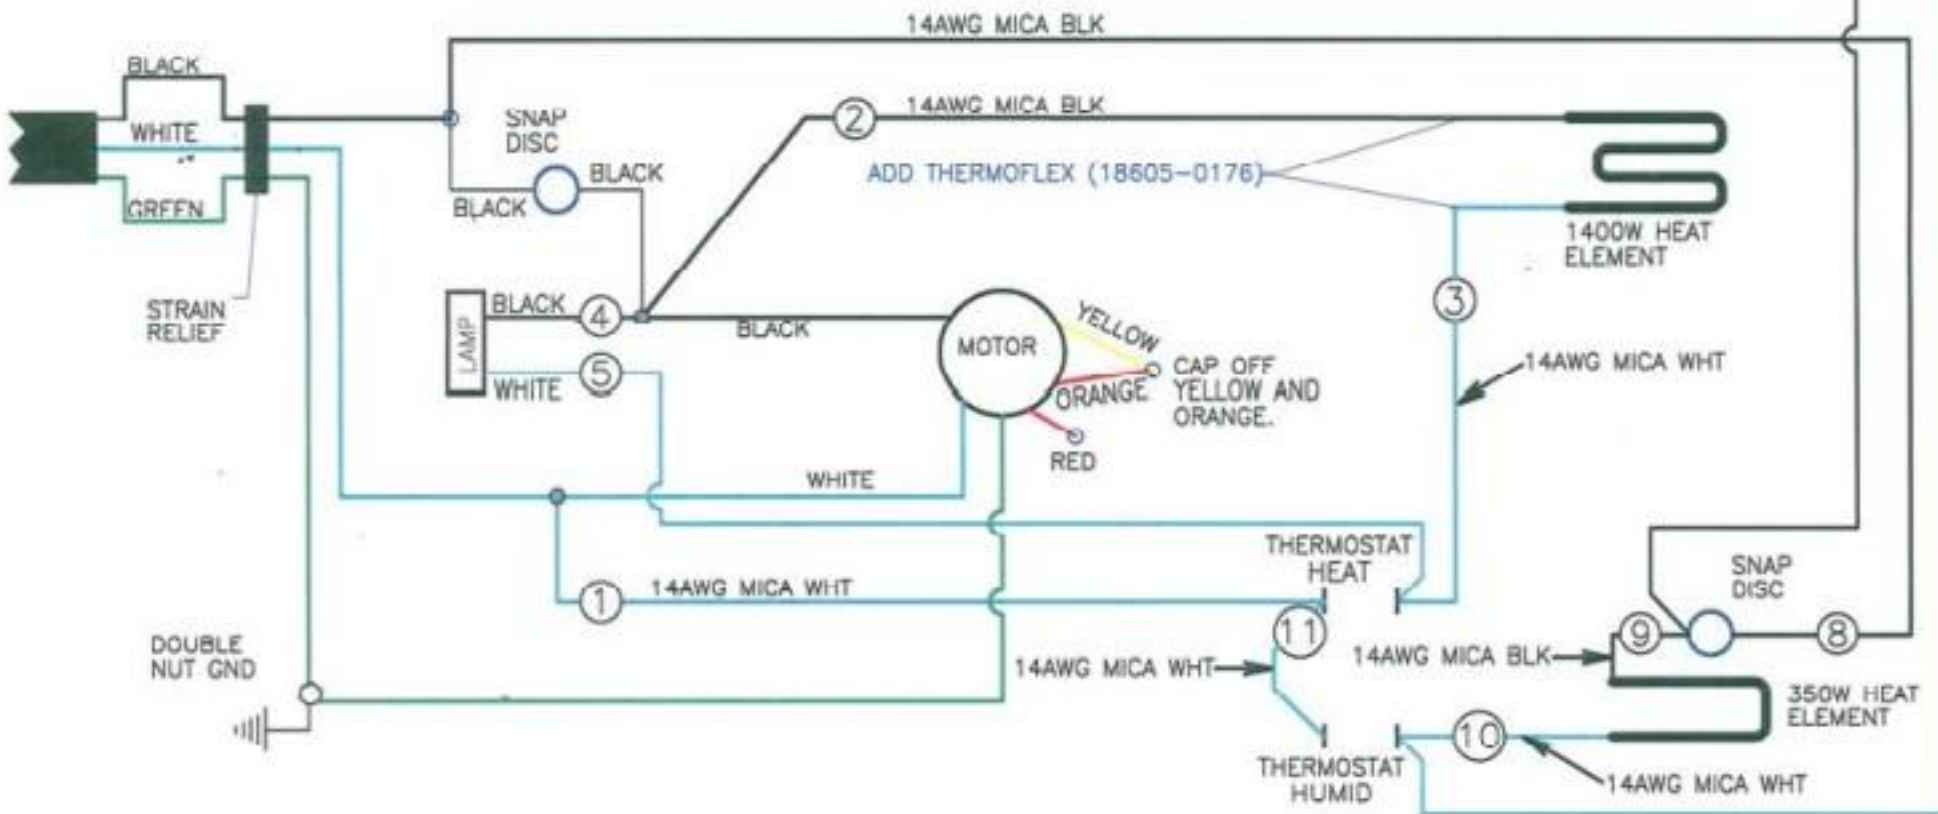 14AWG MICA BLK
BLACK
WHITE
GREEN
STRAIN
RELIEF
SNAP
DISC
BLACK
BLACK
2
14AWG MICA BLK
ADD THERMOFLEX (18605-0176)
1400W HEAT
ELEMENT
3
14AWG MICA WHT
LAMP
BLACK
4
BLACK
WHITE
5
MOTOR
YELLOW
ORANGE
CAP OFF
YELLOW AND
ORANGE.
RED
WHITE
1
14AWG MICA WHT
THERMOSTAT
HEAT
11
14AWG MICA WHT
DOUBLE
NUT GND
SNAP
DISC
9
8
14AWG MICA BLK
350W HEAT
ELEMENT
10
14AWG MICA WHT
THERMOSTAT
HUMID